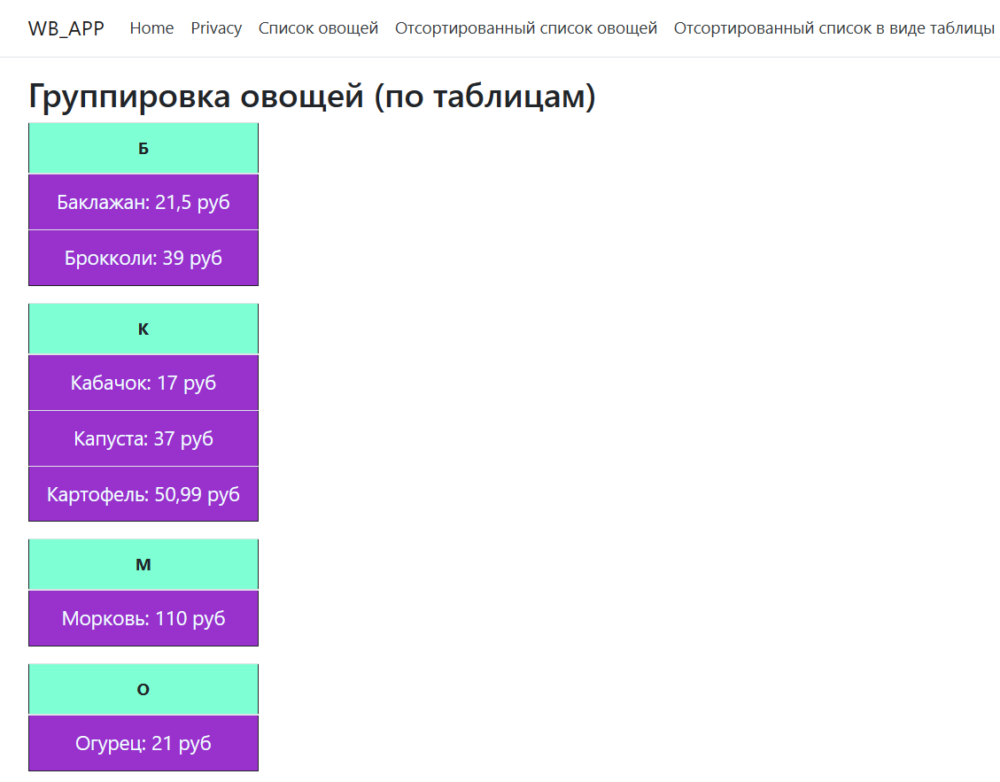 WB_APP Home Privacy Список овощей Отсортированный список овощей Отсортированный список в виде таблицы
Группировка овощей (по таблицам)
Б
Баклажан: 21,5 руб
Брокколи: 39 руб
К
Кабачок: 17 руб
Капуста: 37 руб
Картофель: 50,99 руб
М
Морковь: 110 руб
О
Огурец: 21 руб